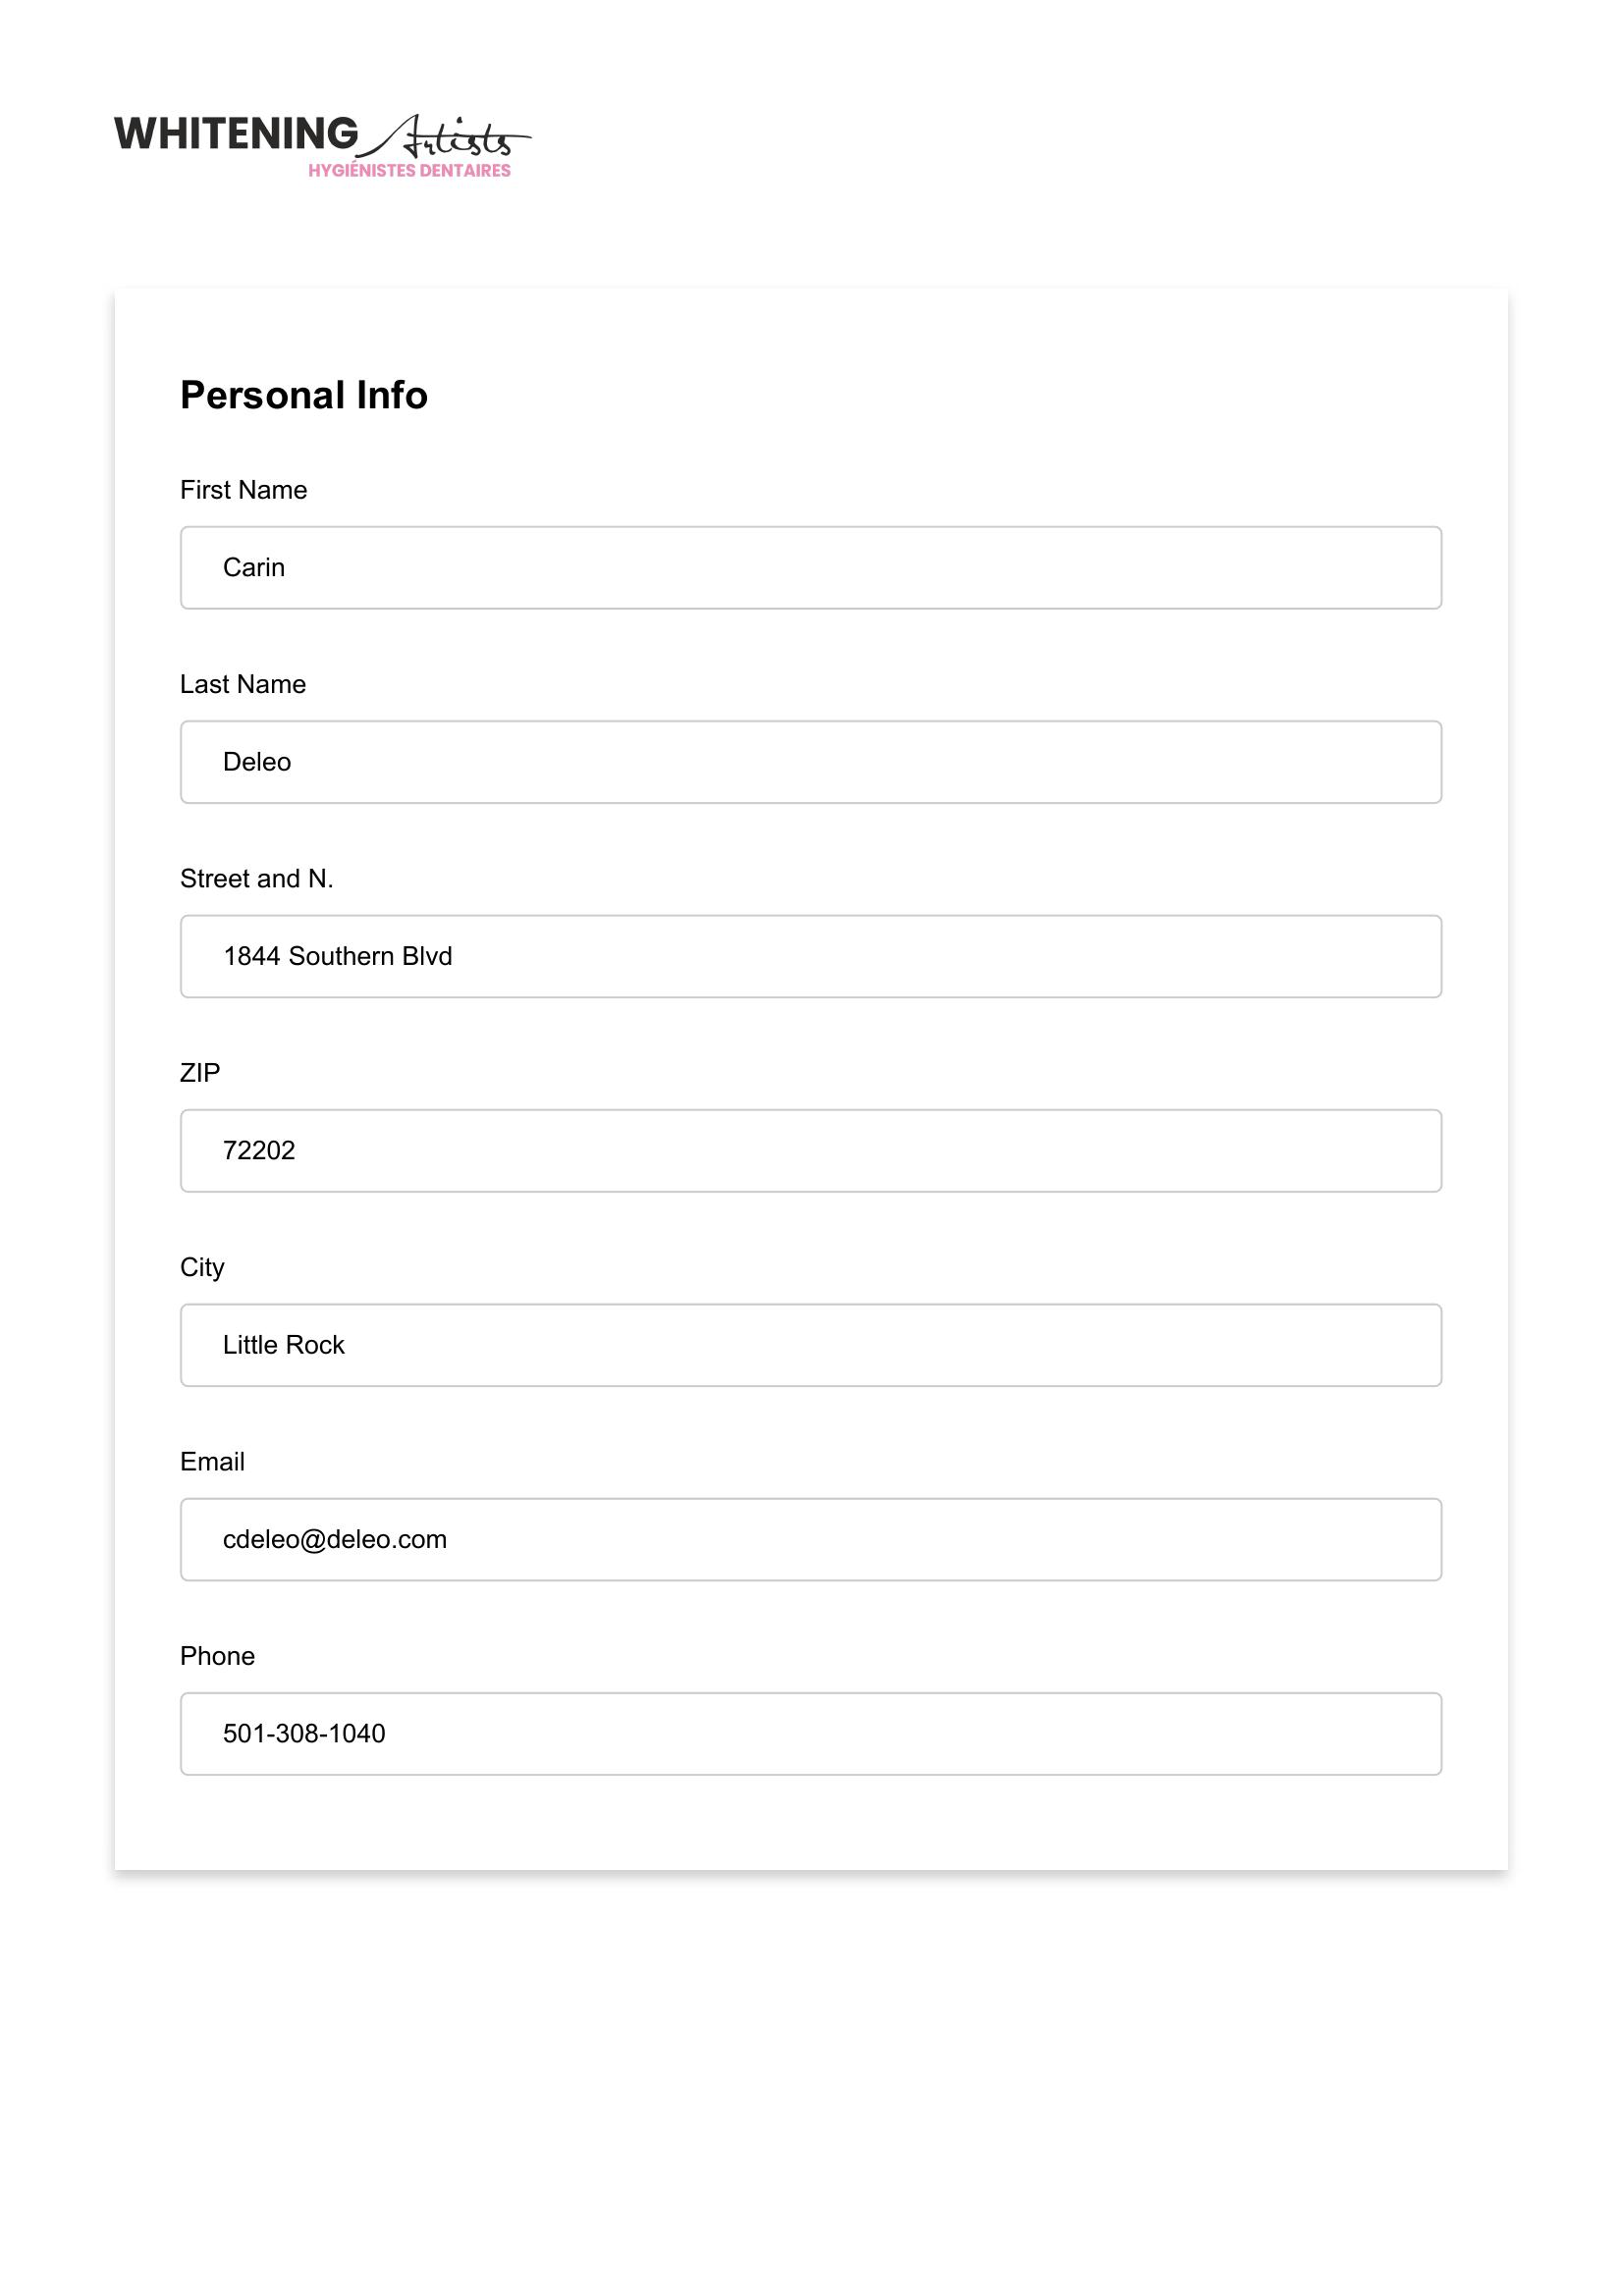 WHITENING Artists
HYGIÉNISTES DENTAIRES
Personal Info
First Name
Carin
Last Name
Deleo
Street and N.
1844 Southern Blvd
ZIP
72202
City
Little Rock
Email
cdeleo@deleo.com
Phone
501-308-1040